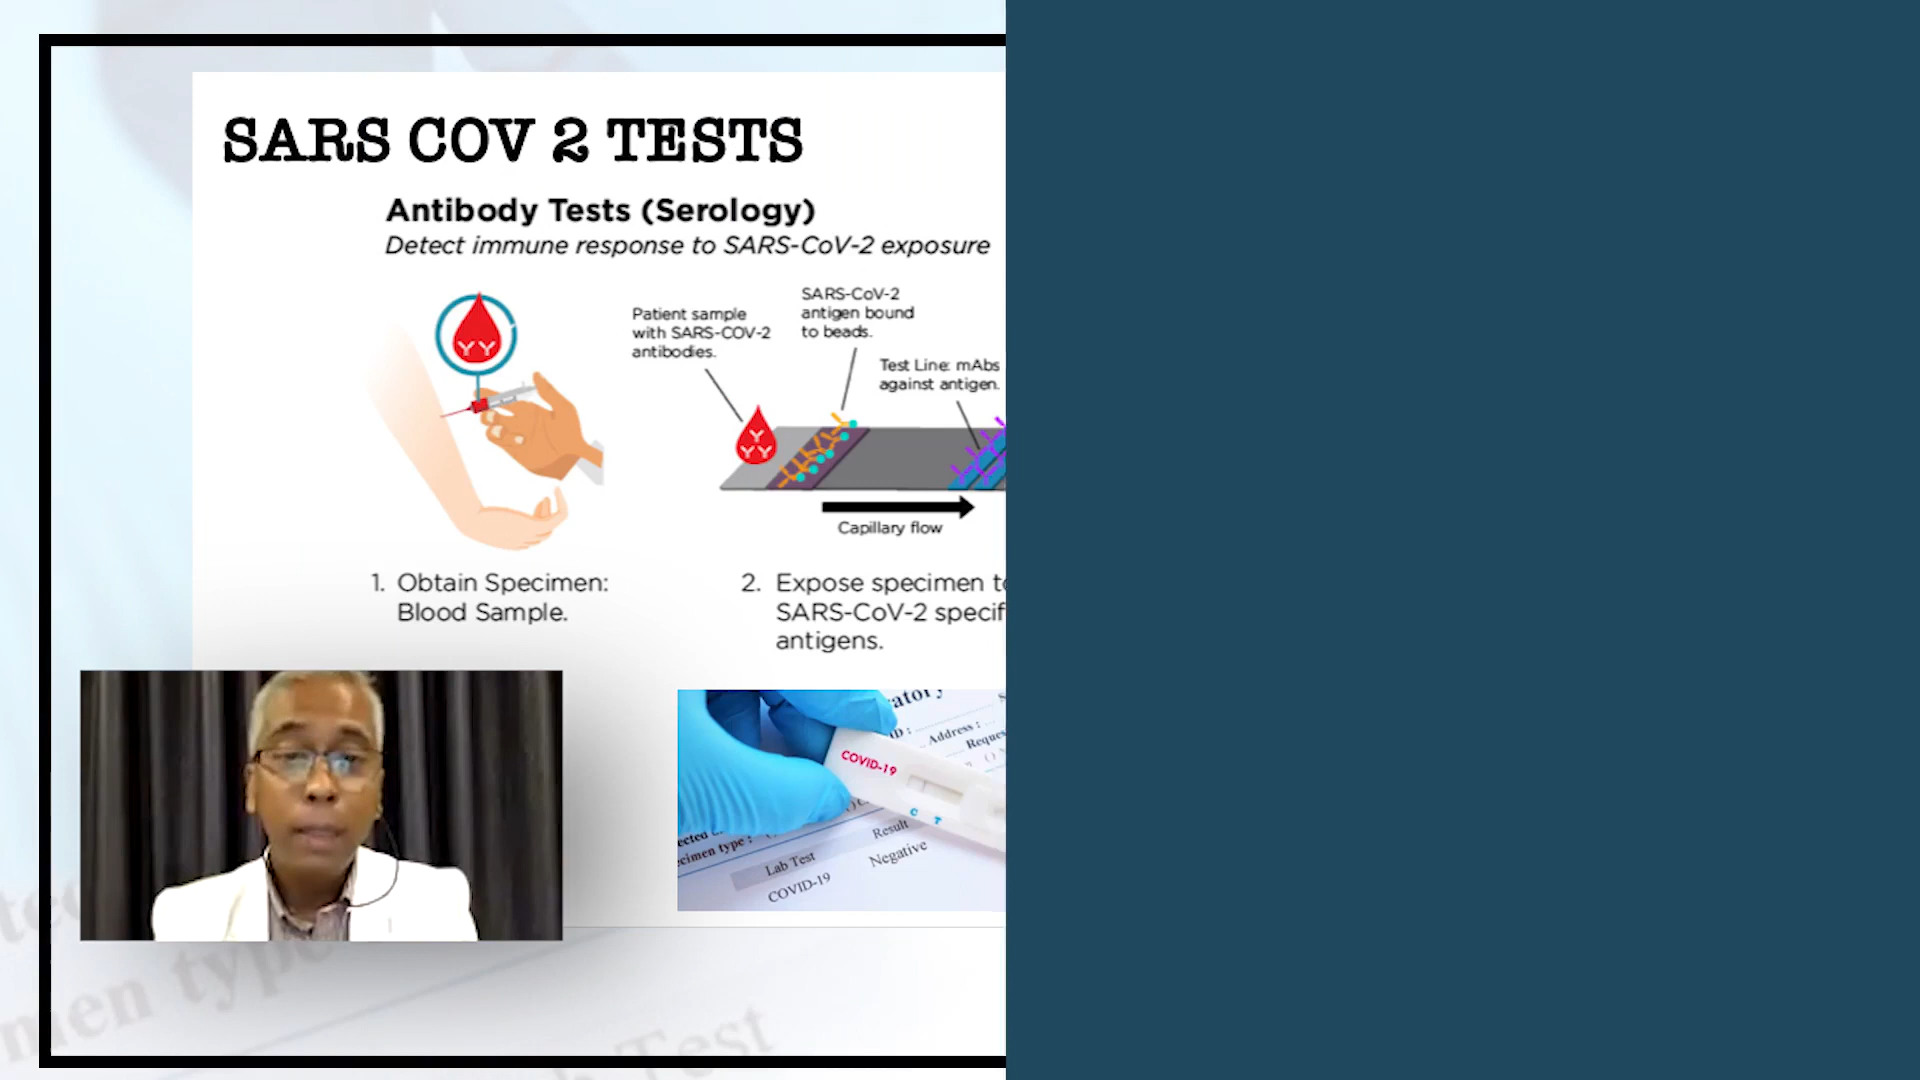 SARS COV 2 TESTS
Antibody Tests (Serology)
Detect immune response to SARS-CoV-2 exposure
Patient sample
with SARS-COV-2
antibodies.
SARS-CoV-2
antigen bound
to beads.
Test Line: mAbs
against antigen.
Capillary flow
1. Obtain Specimen:
Blood Sample.
2. Expose specimen
SARS-CoV-2
antigens.
Address :
COVID-19
C T
Result
Lab Test
Negative
COVID-19
Test